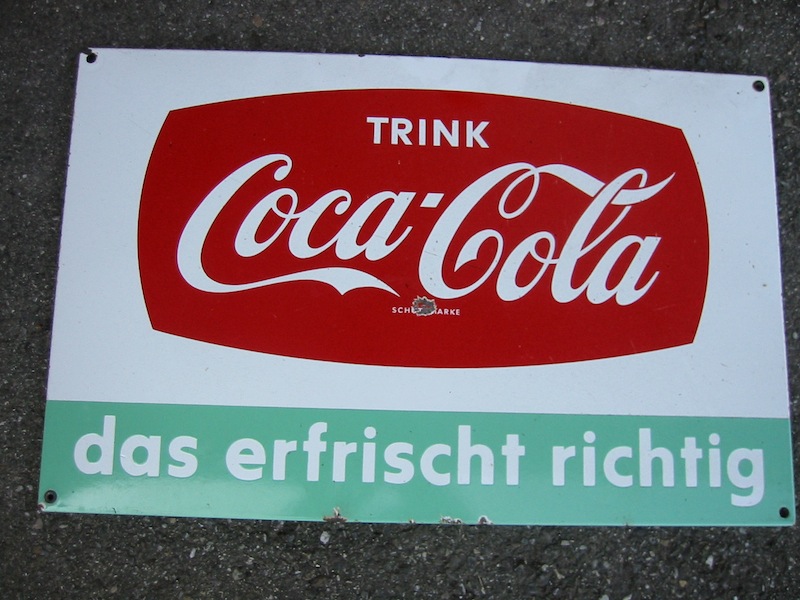 TRINK
Coca-Cola
das erfrischt richtig